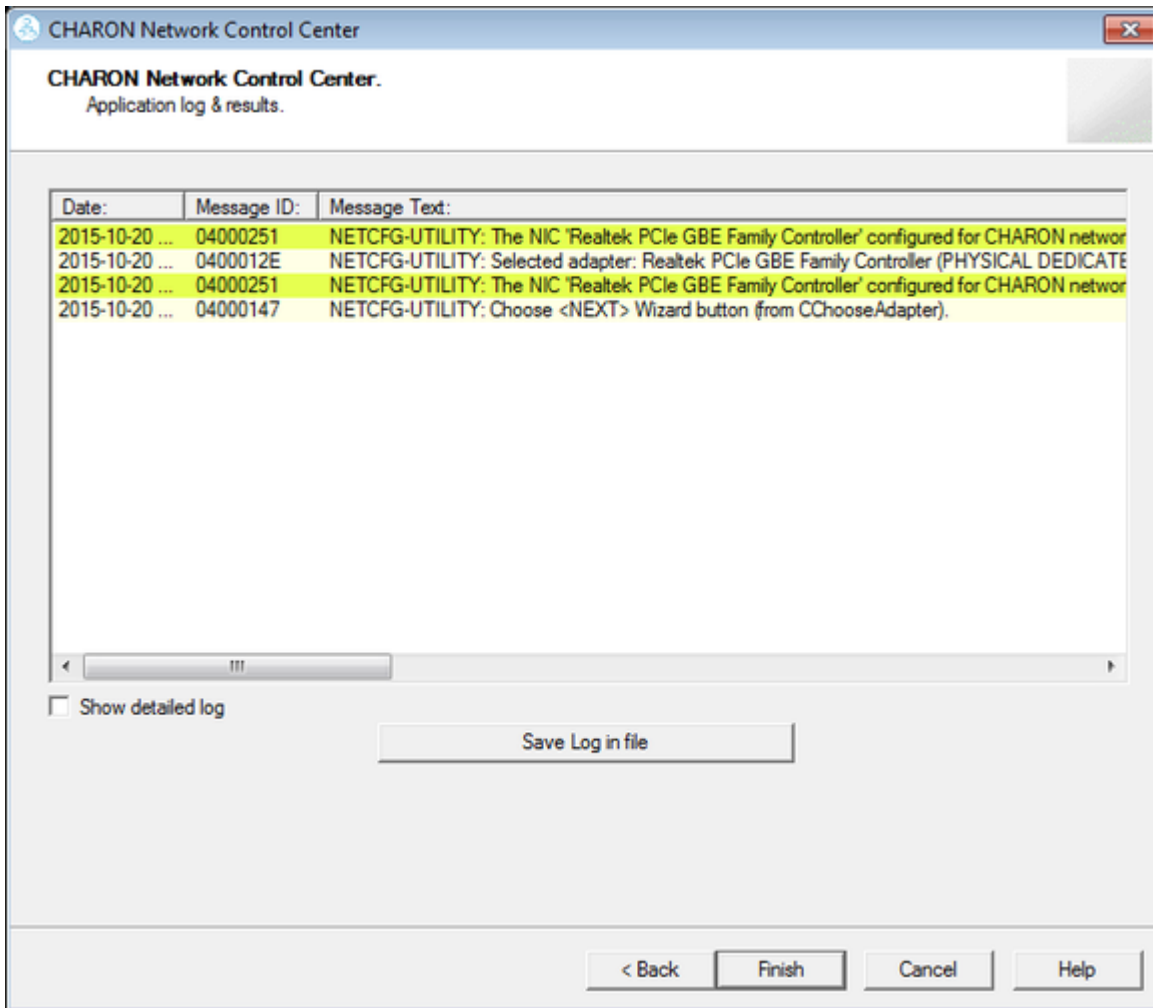 CHARON Network Control Center
CHARON Network Control Center.
Application log & results.
Date: Message ID: Message Text:
2015-10-20 ... 04000251 NETCFG-UTILITY: The NIC 'Realtek PCIe GBE Family Controller' configured for CHARON networ
2015-10-20 ... 0400012E NETCFG-UTILITY: Selected adapter: Realtek PCIe GBE Family Controller (PHYSICAL DEDICATE
2015-10-20 ... 04000251 NETCFG-UTILITY: The NIC 'Realtek PCIe GBE Family Controller' configured for CHARON networ
2015-10-20 ... 04000147 NETCFG-UTILITY: Choose <NEXT> Wizard button (from CChooseAdapter).
Show detailed log
Save Log in file
< Back Finish Cancel Help